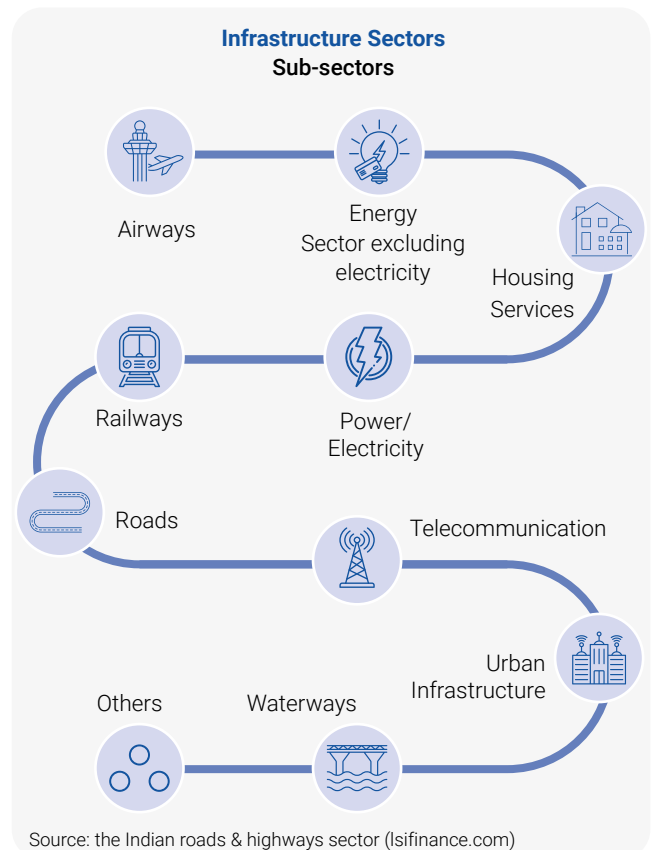 Infrastructure Sectors
Sub-sectors
Airways
Energy
Sector excluding
electricity
Housing
Services
Railways
Power/
Electricity
Roads
Telecommunication
Urban
Infrastructure
Others
Waterways
Source: the Indian roads & highways sector (lsifinance.com)